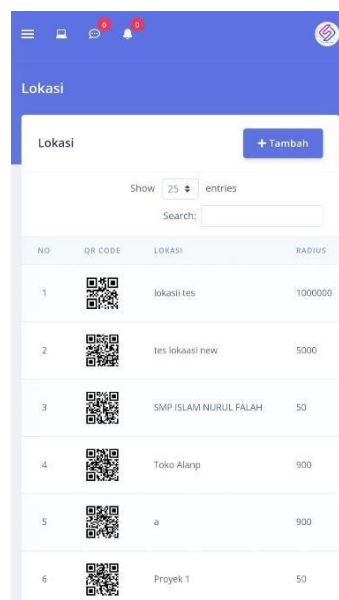 0 0
Lokasi
Lokasi + Tambah
Show 25 entries
Search:
NO QR CODE LOKASI RADIUS
1 lokasii tes 1000000
2 tes lokaasi new 5000
3 SMP ISLAM NURUL FALAH 50
4 Toko Alanp 900
5 a 900
6 Proyek 1 50